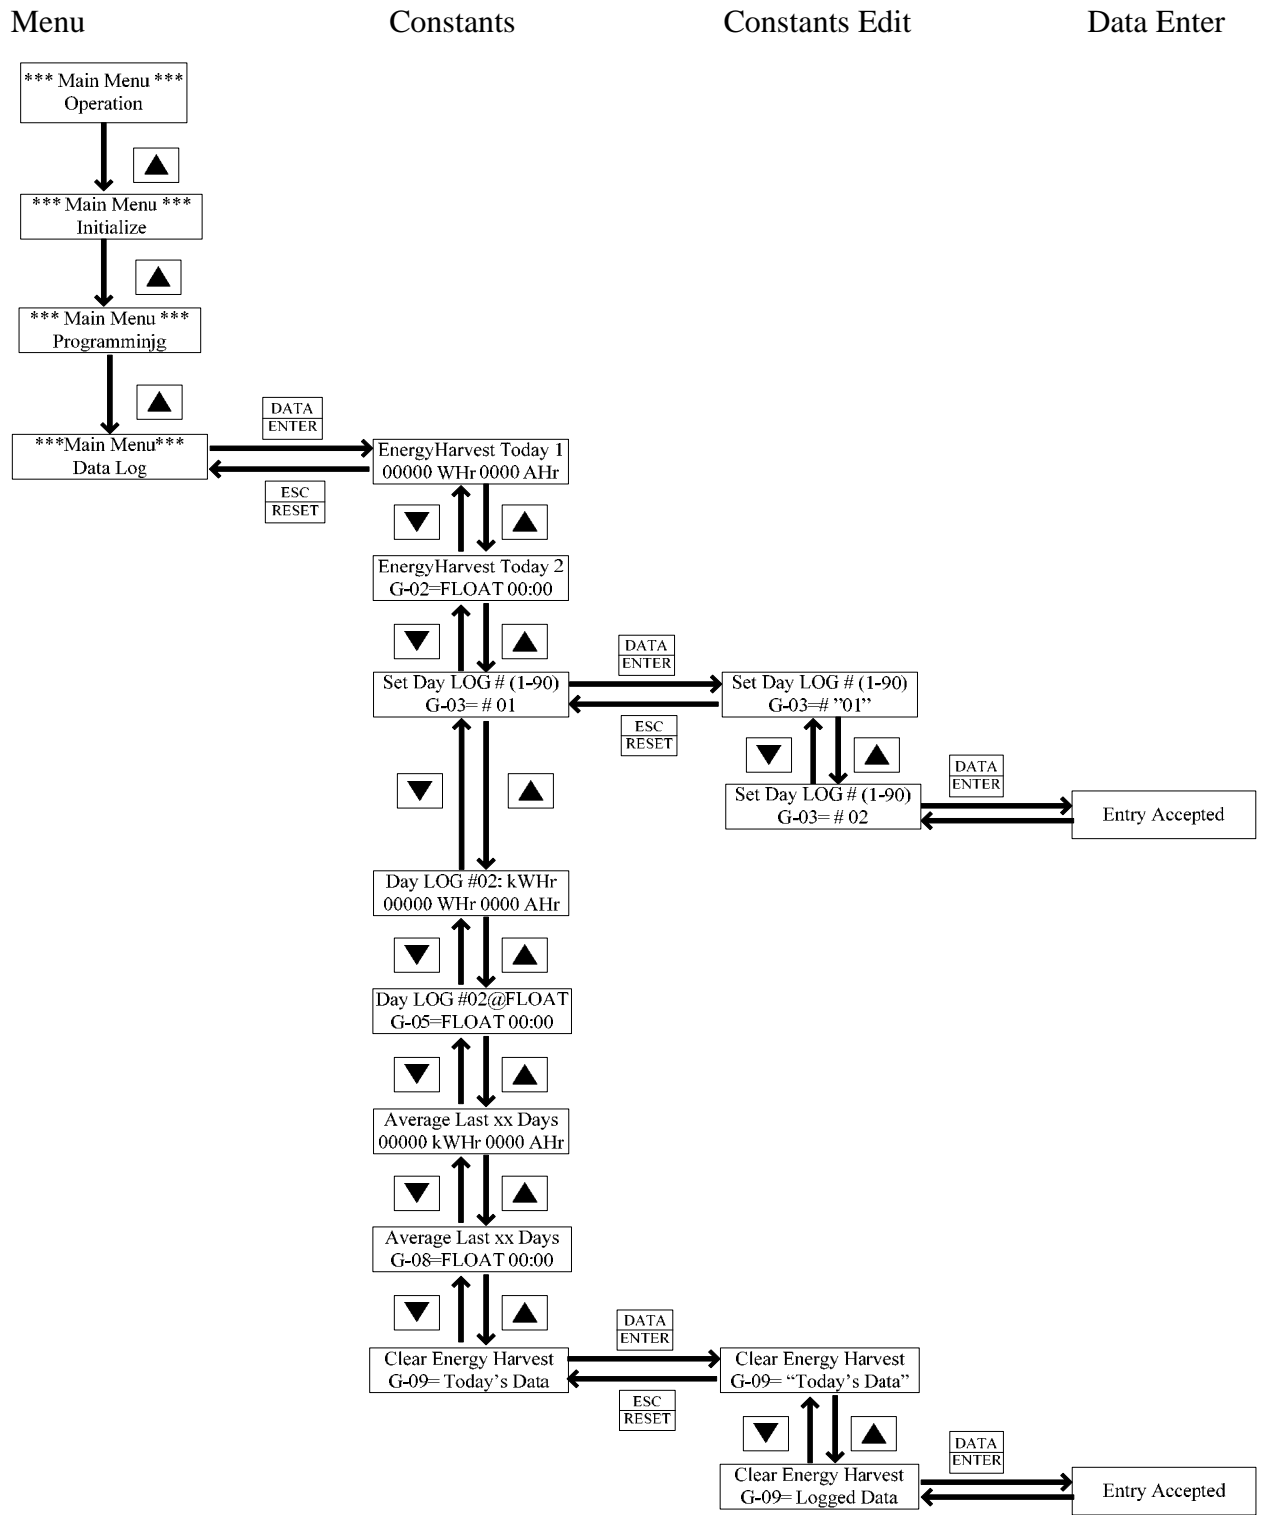 Menu
Constants
Constants Edit
Data Enter
*** Main Menu ***
Operation
*** Main Menu ***
Initialize
*** Main Menu ***
Programminjg
***Main Menu***
Data Log
DATA
ENTER
ESC
RESET
EnergyHarvest Today 1
00000 WHr 0000 AHr
EnergyHarvest Today 2
G-02=FLOAT 00:00
Set Day LOG # (1-90)
G-03= # 01
DATA
ENTER
ESC
RESET
Set Day LOG # (1-90)
G-03=# ”01”
Set Day LOG # (1-90)
G-03= # 02
DATA
ENTER
Entry Accepted
Day LOG #02: kWHr
00000 WHr 0000 AHr
Day LOG #02@FLOAT
G-05=FLOAT 00:00
Average Last xx Days
00000 kWHr 0000 AHr
Average Last xx Days
G-08=FLOAT 00:00
Clear Energy Harvest
G-09= Today’s Data
DATA
ENTER
ESC
RESET
Clear Energy Harvest
G-09= “Today’s Data”
Clear Energy Harvest
G-09= Logged Data
DATA
ENTER
Entry Accepted